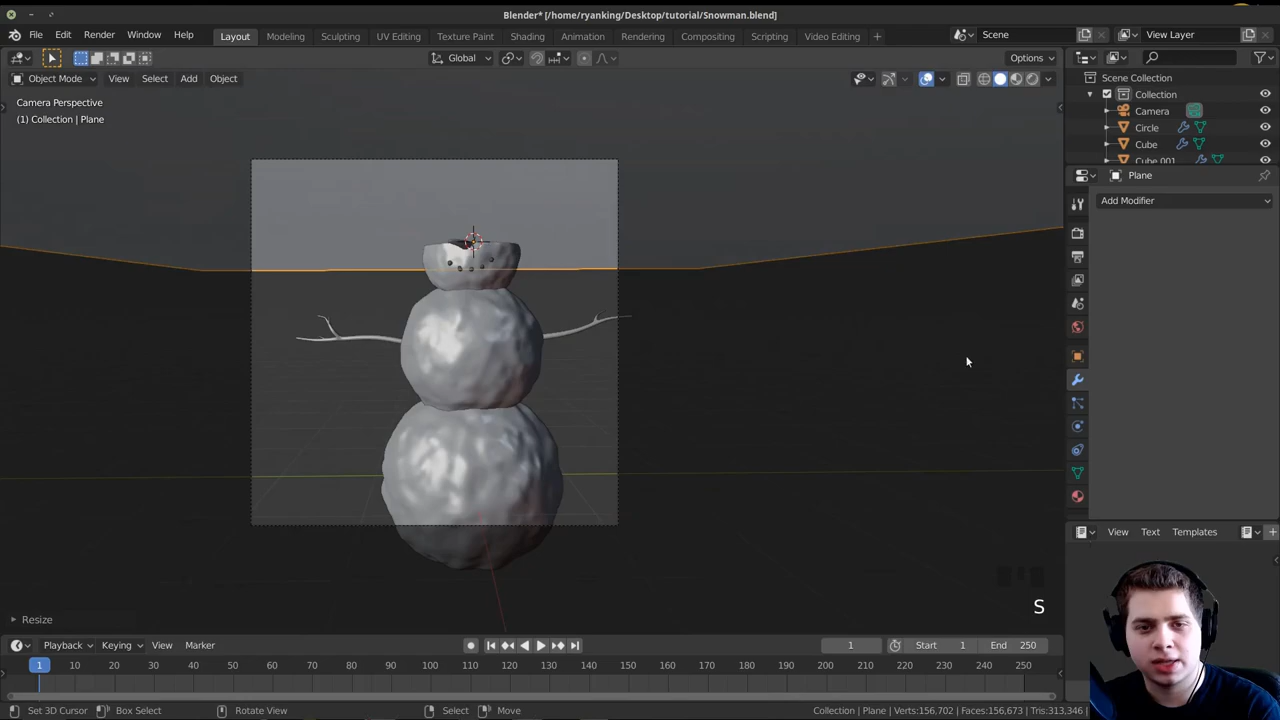 Blender* [/home/ryanking/Desktop/tutorial/Snowman.blend]
File Edit Render Window Help Layout Modeling Sculpting UV Editing Texture Paint Shading Animation Rendering Compositing Scripting Video Editing + Scene View Layer
Global Options
Object Mode View Select Add Object
Camera Perspective
(1) Collection | Plane
Scene Collection
Collection
Camera
Circle
Cube
Cube.001
Plane
Add Modifier
View Text Templates
S
Resize
Playback Keying View Marker 1 Start 1 End 250
1 10 20 30 40 50 60 70 80 90 100 110 120 130 140 150 160 170 180 190 200 210 220 230 240 250
Set 3D Cursor Box Select Rotate View Select Move Collection | Plane | Verts:156,702 | Faces:156,673 | Tris:313,346 |